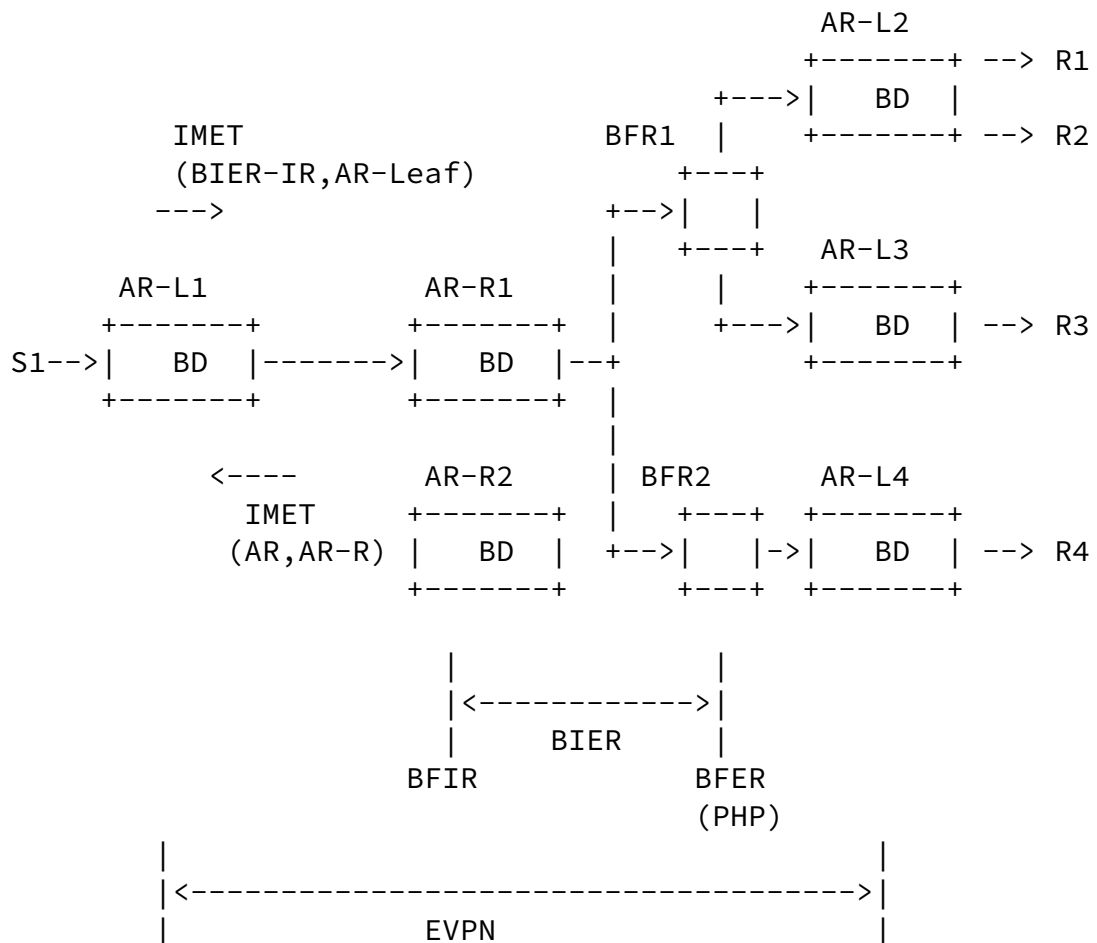 AR-L2
R1
BD
IMET BFR1 R2
(BIER-IR,AR-Leaf)
AR-L3
AR-L1 AR-R1
BD R3
S1 BD BD
AR-R2 BFR2 AR-L4
IMET
(AR,AR-R) BD BD R4
BIER
BFIR BFER
(PHP)
EVPN